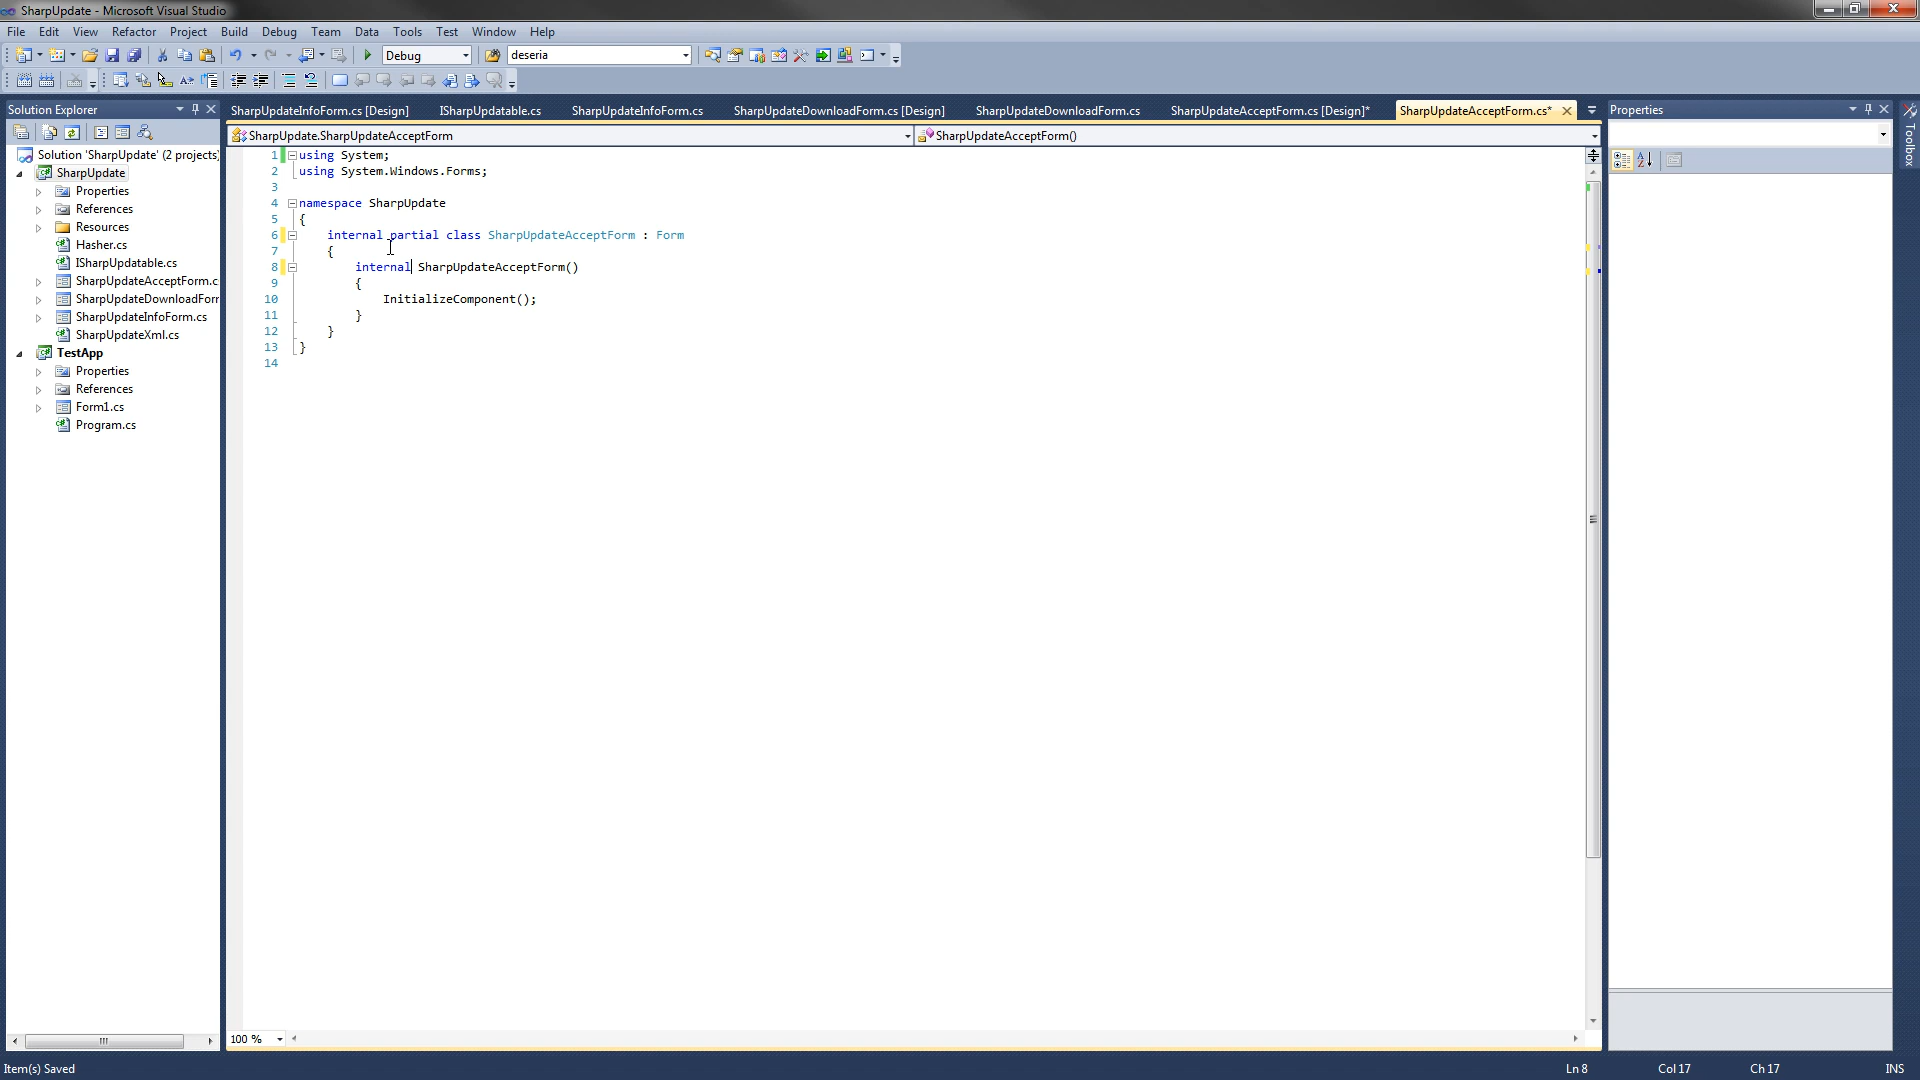 SharpUpdate - Microsoft Visual Studio
File Edit View Refactor Project Build Debug Team Data Tools Test Window Help
Debug deseria
Solution Explorer
Solution 'SharpUpdate' (2 projects)
SharpUpdate
Properties
References
Resources
Hasher.cs
ISharpUpdatable.cs
SharpUpdateAcceptForm.c
SharpUpdateDownloadForr
SharpUpdateInfoForm.cs
SharpUpdateXml.cs
TestApp
Properties
References
Form1.cs
Program.cs
SharpUpdateInfoForm.cs [Design] ISharpUpdatable.cs SharpUpdateInfoForm.cs SharpUpdateDownloadForm.cs [Design] SharpUpdateDownloadForm.cs SharpUpdateAcceptForm.cs [Design]* SharpUpdateAcceptForm.cs*
SharpUpdate.SharpUpdateAcceptForm SharpUpdateAcceptForm()
1 using System;
2 using System.Windows.Forms;
3
4 namespace SharpUpdate
5 {
6 internal partial class SharpUpdateAcceptForm : Form
7 {
8 internal SharpUpdateAcceptForm()
9 {
10 InitializeComponent();
11 }
12 }
13 }
14
100 %
Properties
Toolbox
Item(s) Saved Ln 8 Col 17 Ch 17 INS